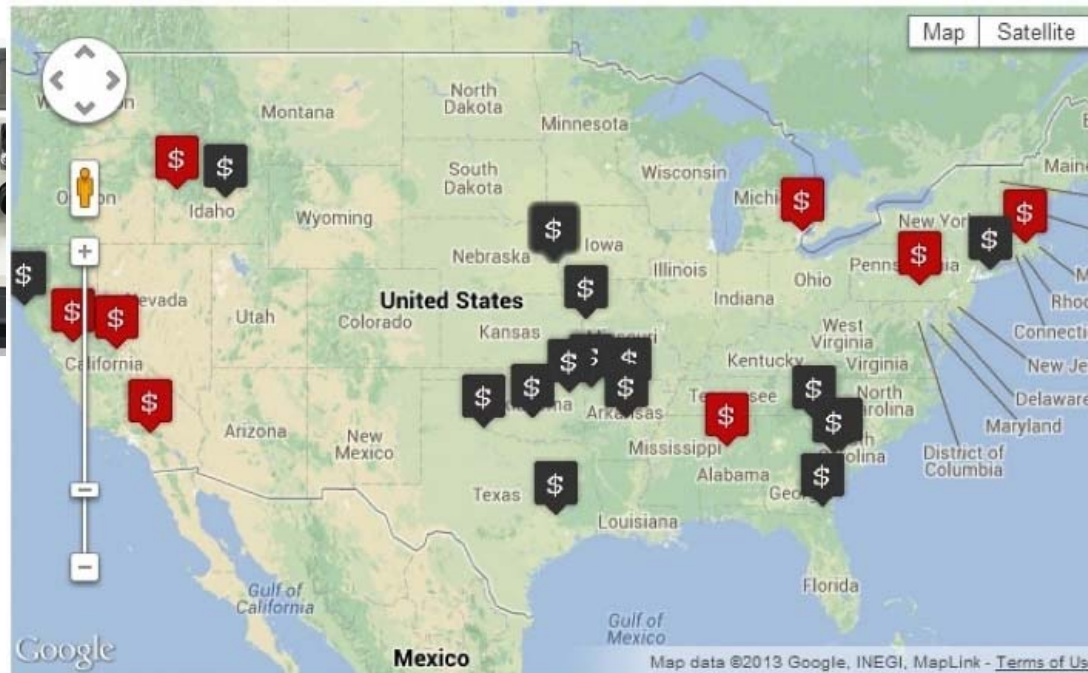 Map Satellite
North
Dakota
Montana
Minnesota
South
Dakota
Wisconsin
Maine
Idaho
Wyoming
Nebraska
Iowa
Illinois
Ohio
Indiana
United States
Utah
Colorado
Kansas
West
Virginia
Kentucky
Virginia
Connecti
New Je
Delaware
Maryland
District of
Columbia
California
Arizona
New
Mexico
Arkansas
North
Mississippi
Alabama
Texas
Louisiana
Florida
Gulf of
California
Gulf of
Mexico
Mexico
Google
Map data ©2013 Google, INEGI, MapLink - Terms of Us